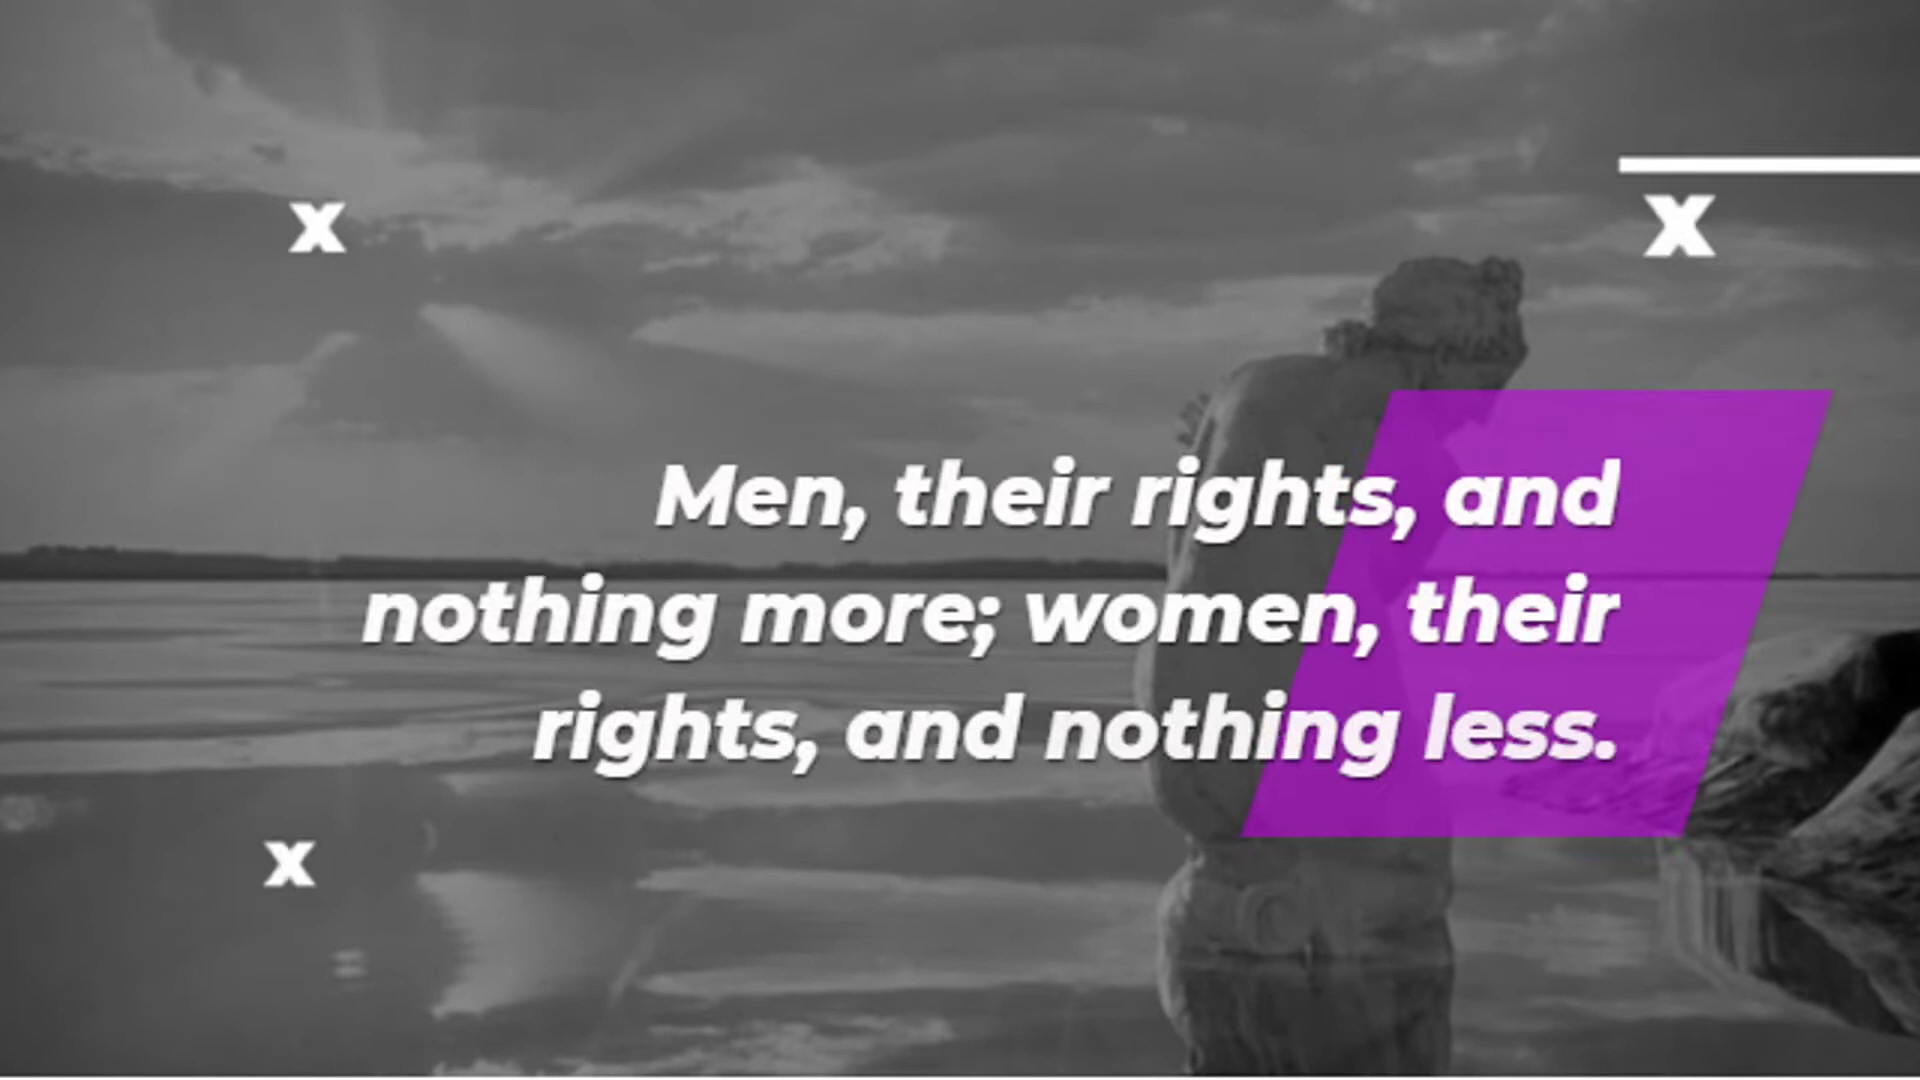 x
x
Men, their rights, and
nothing more; women, their
rights, and nothing less.
x